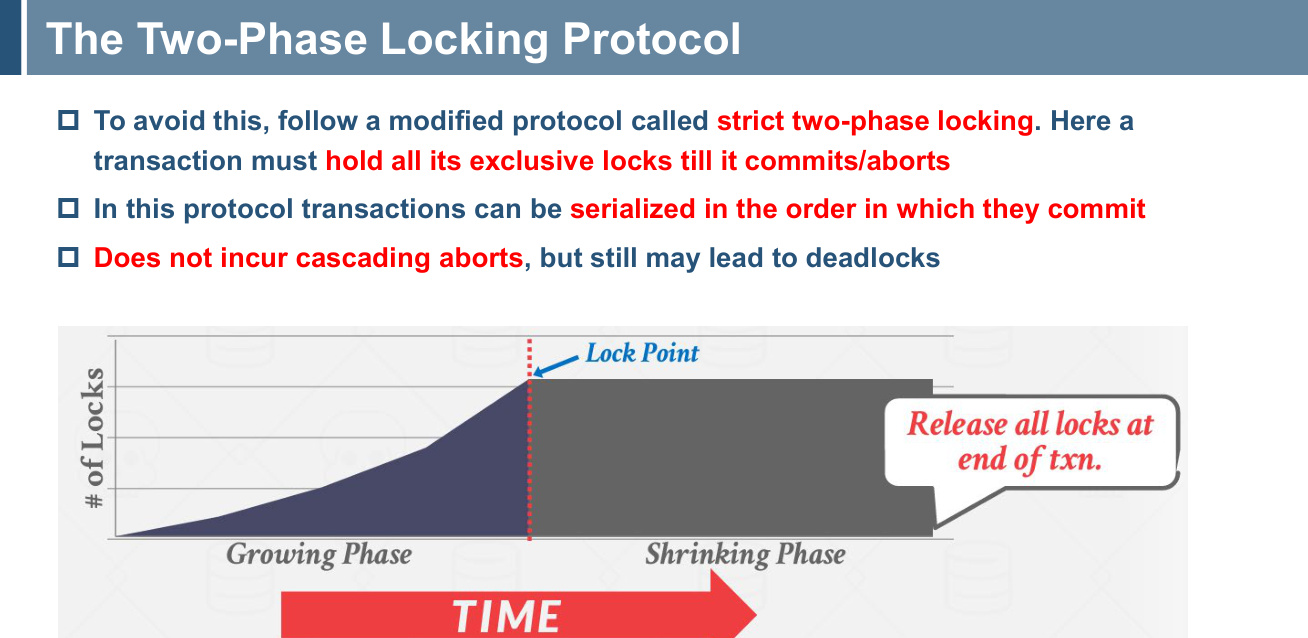 The Two-Phase Locking Protocol
To avoid this, follow a modified protocol called strict two-phase locking. Here a
transaction must hold all its exclusive locks till it commits/aborts
In this protocol transactions can be serialized in the order in which they commit
Does not incur cascading aborts, but still may lead to deadlocks
Lock Point
# of Locks
Release all locks at
end of txn.
Growing Phase
Shrinking Phase
TIME